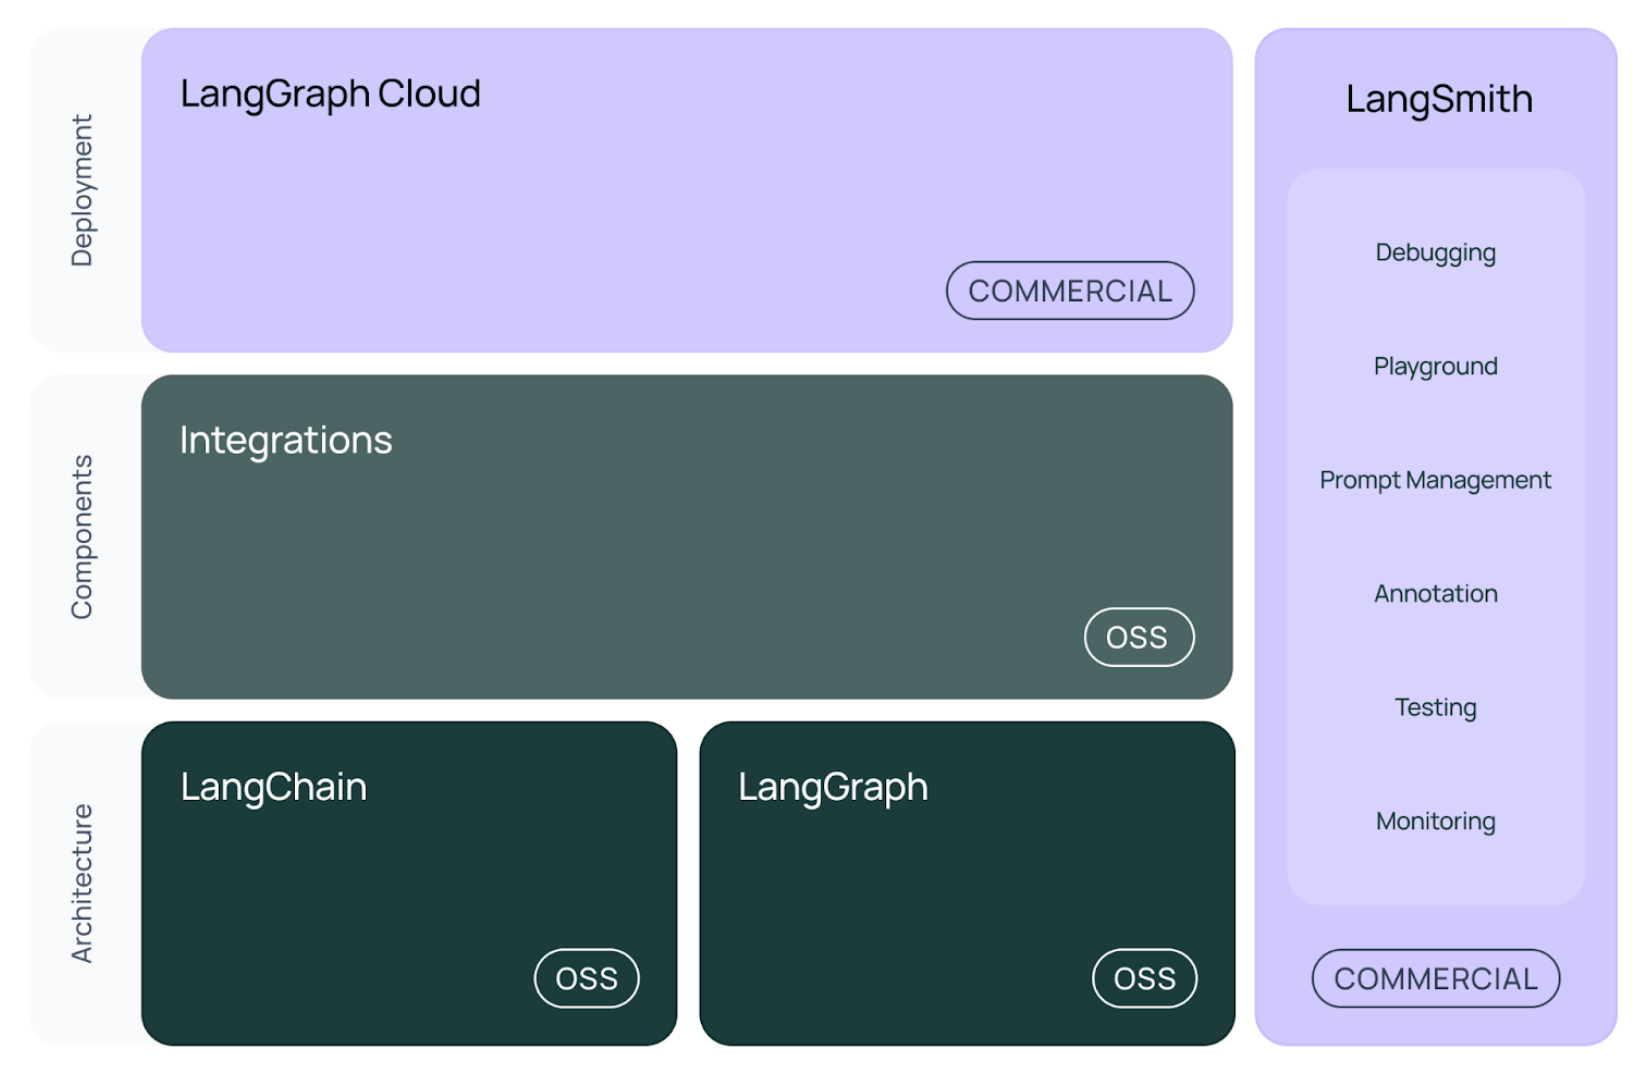 Deployment
LangGraph Cloud
COMMERCIAL
Components
Integrations
OSS
Architecture
LangChain
OSS
LangGraph
OSS
LangSmith
Debugging
Playground
Prompt Management
Annotation
Testing
Monitoring
COMMERCIAL